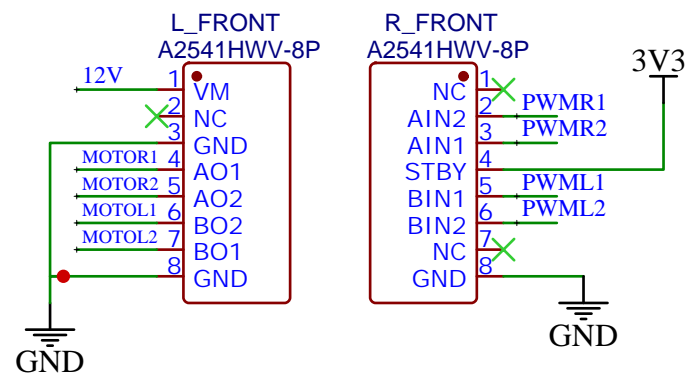 L_FRONT
A2541HWV-8P
12V
1 VM
2 NC
3 GND
MOTOR1 4 AO1
MOTOR2 5 AO2
MOTOL1 6 BO2
MOTOL2 7 BO1
8 GND
GND
R_FRONT
A2541HWV-8P
3V3
NC 1
AIN2 2 PWMR1
AIN1 3 PWMR2
STBY 4
BIN1 5 PWML1
BIN2 6 PWML2
NC 7
GND 8
GND